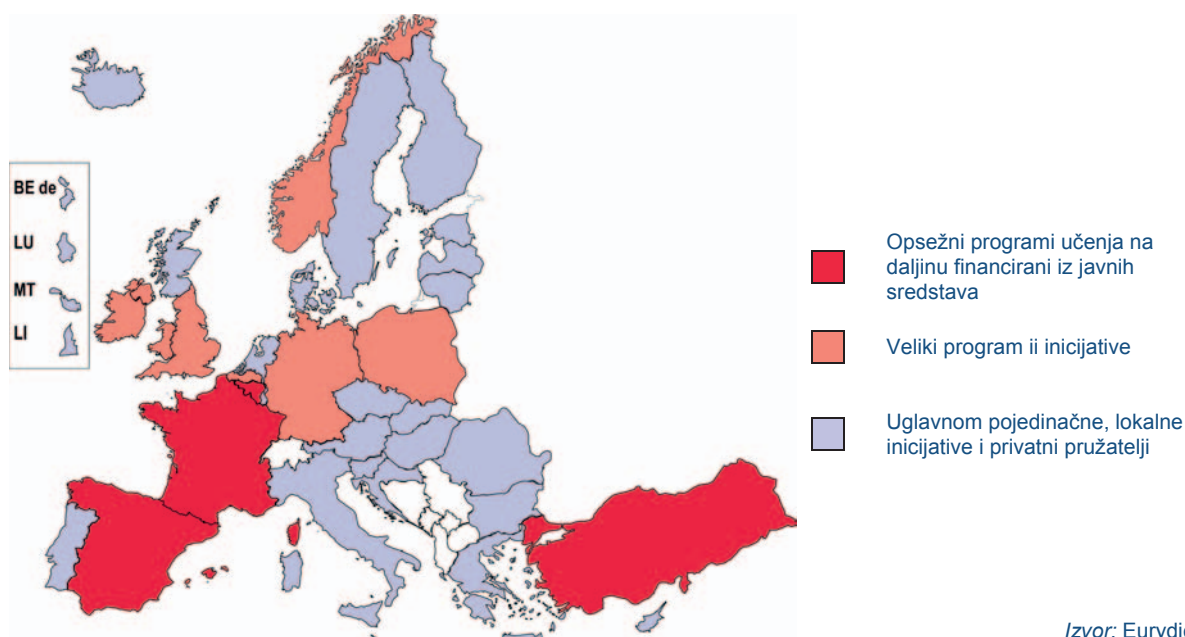 BE de
LU
MT
LI
Opsežni programi učenja na
daljinu financirani iz javnih
sredstava
Veliki program ii inicijative
Uglavnom pojedinačne, lokalne
inicijative i privatni pružatelji
Izvor: Eurydic